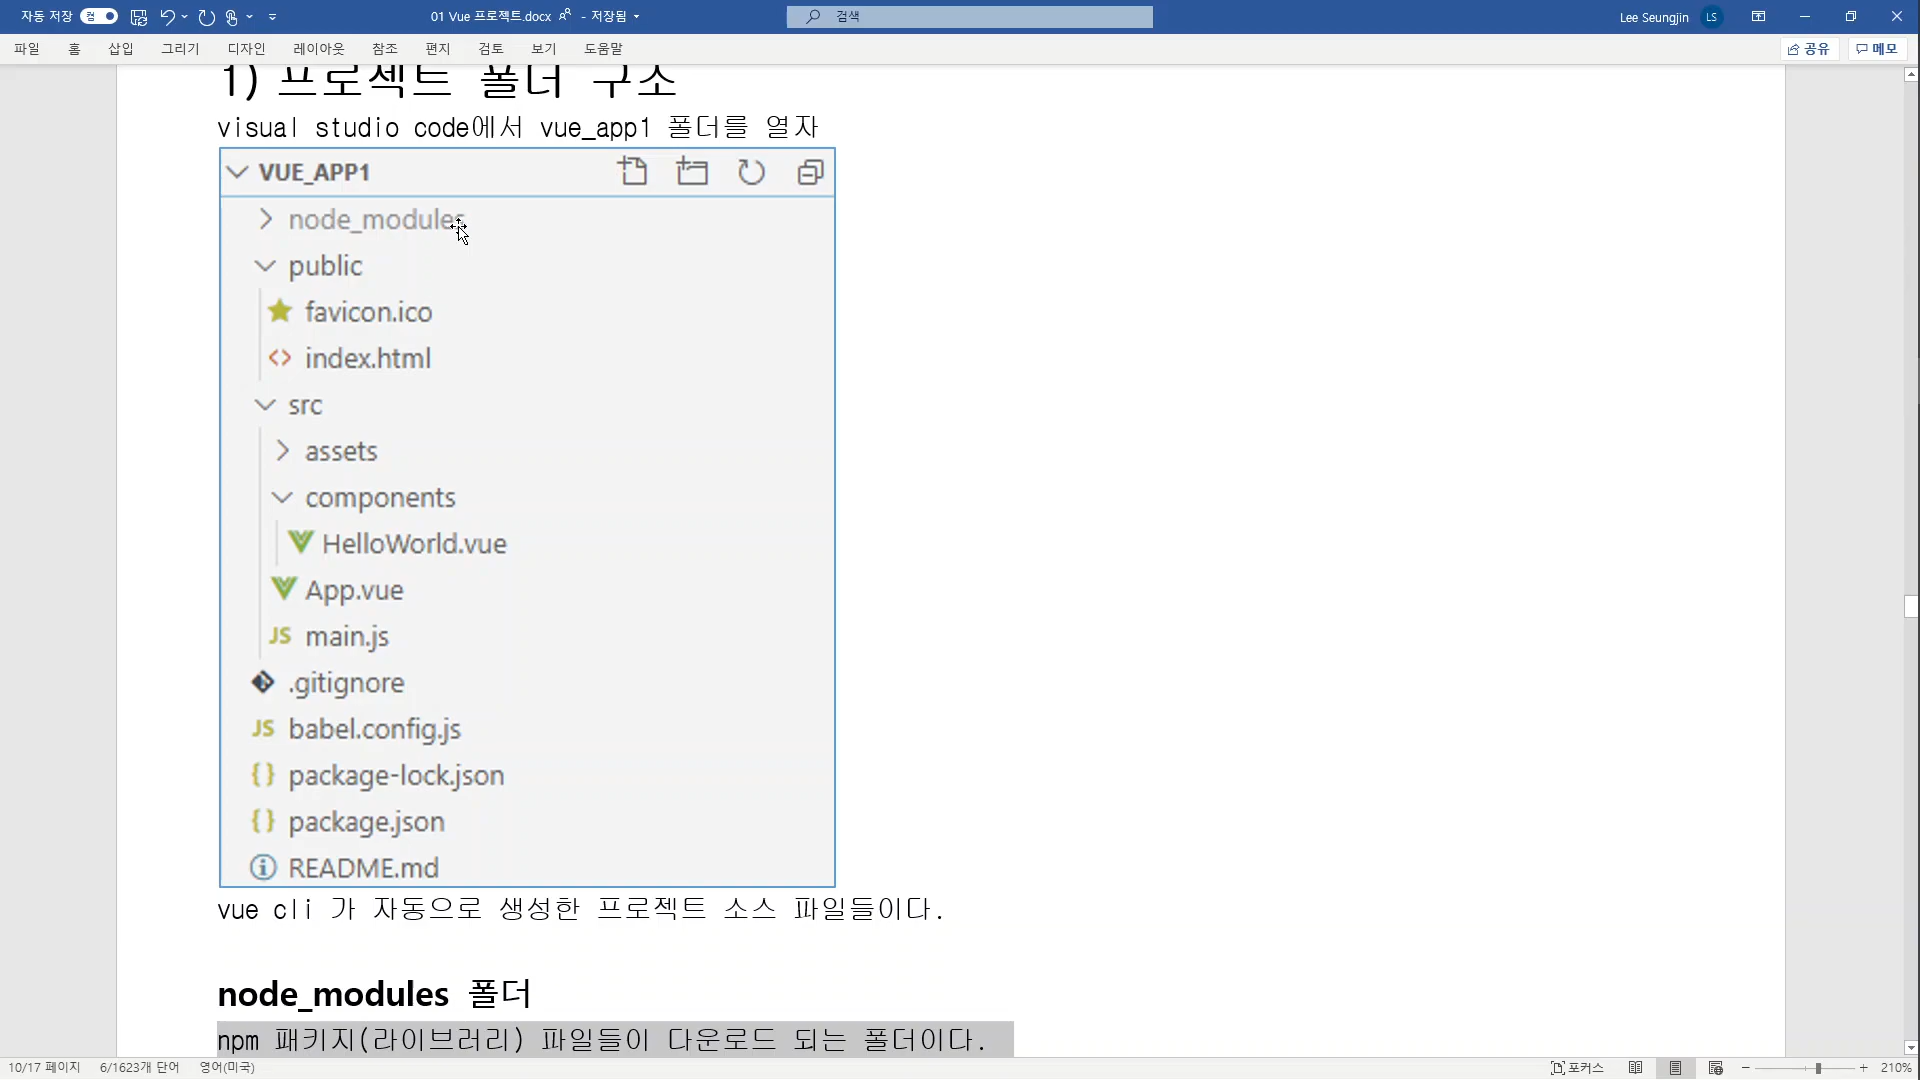 자동 저장 컴 01 Vue 프로젝트.docx - 저장됨 검색 Lee Seungjin LS
파일 홈 삽입 그리기 디자인 레이아웃 참조 편지 검토 보기 도움말 공유 메모
1) 프로젝트 폴더 구조
visual studio code에서 vue_app1 폴더를 열자
VUE_APP1
node_modules
public
favicon.ico
<> index.html
src
assets
components
HelloWorld.vue
App.vue
JS main.js
.gitignore
JS babel.config.js
{} package-lock.json
{} package.json
README.md
vue cli 가 자동으로 생성한 프로젝트 소스 파일들이다.
node_modules 폴더
npm 패키지(라이브러리) 파일들이 다운로드 되는 폴더이다.
10/17 페이지 6/1623개 단어 영어(미국) 포커스 - + 210%